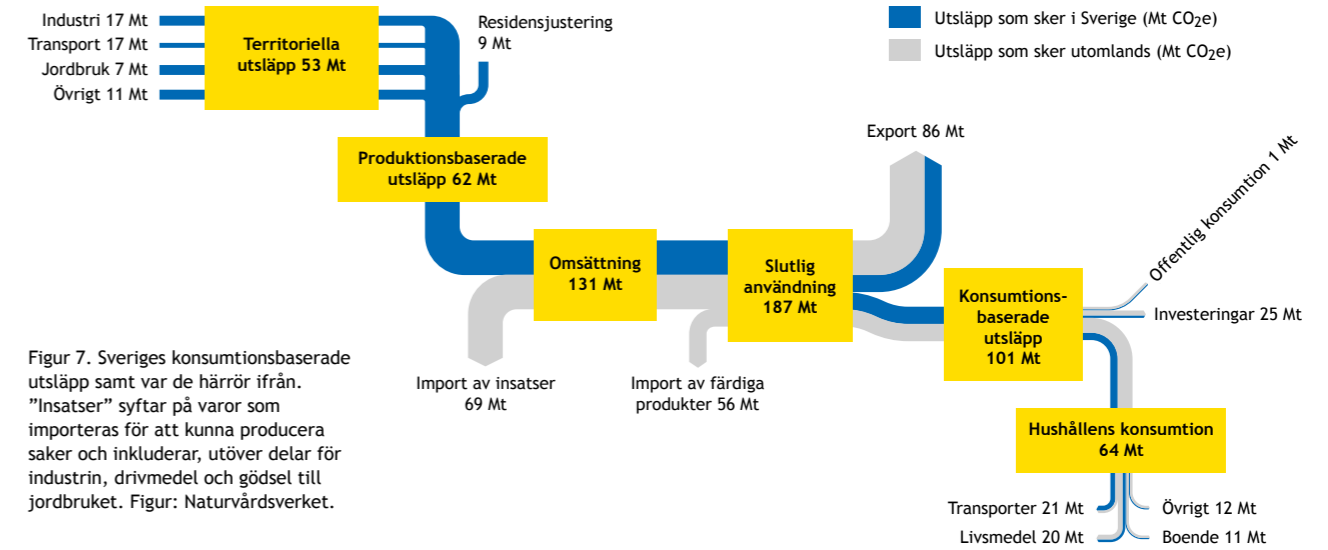 Industri 17 Mt
Transport 17 Mt
Jordbruk 7 Mt
Övrigt 11 Mt
Territoriella
utsläpp 53 Mt
Residensjustering
9 Mt
Utsläpp som sker i Sverige (Mt CO2e)
Utsläpp som sker utomlands (Mt CO2e)
Produktionsbaserade
utsläpp 62 Mt
Export 86 Mt
Omsättning
131 Mt
Slutlig
användning
187 Mt
Offentlig konsumtion 1 Mt
Konsumtions-
baserade
utsläpp
101 Mt
Investeringar 25 Mt
Import av insatser
69 Mt
Import av färdiga
produkter 56 Mt
Hushållens konsumtion
64 Mt
Transporter 21 Mt
Livsmedel 20 Mt
Övrigt 12 Mt
Boende 11 Mt
Figur 7. Sveriges konsumtionsbaserade
utsläpp samt var de härrör ifrån.
”Insatser” syftar på varor som
importeras för att kunna producera
saker och inkluderar, utöver delar för
industrin, drivmedel och gödsel till
jordbruket. Figur: Naturvårdsverket.